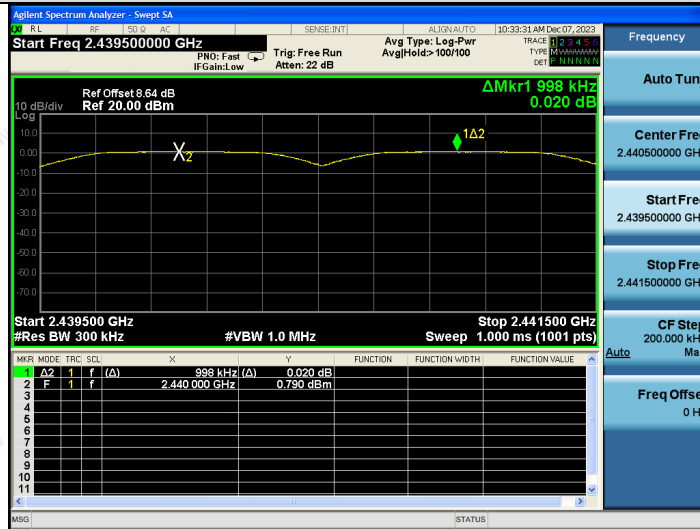 Agilent Spectrum Analyzer - Swept SA
LXI RL RF 50 Ω AC SENSE:INT ALIGN AUTO 10:33:31 AM Dec 07, 2023
Start Freq 2.439500000 GHz
PNO: Fast
IFGain:Low
Trig: Free Run
Atten: 22 dB
Avg Type: Log-Pwr
Avg|Hold:>100/100
TRACE 1 2 3 4 5 6
TYPE M
DET P N N N N N
Ref Offset 8.64 dB
10 dB/div Ref 20.00 dBm
Log
ΔMkr1 998 kHz
0.020 dB
10.0
0.00
-10.0
-20.0
-30.0
-40.0
-50.0
-60.0
-70.0
2
1Δ2
Start 2.439500 GHz Stop 2.441500 GHz
#Res BW 300 kHz #VBW 1.0 MHz Sweep 1.000 ms (1001 pts)
MKR MODE TRC SCL X Y FUNCTION FUNCTION WIDTH FUNCTION VALUE
1 Δ2 1 f (Δ) 998 kHz (Δ) 0.020 dB
2 F 1 f 2.440 000 GHz 0.790 dBm
3
4
5
6
7
8
9
10
11
MSG STATUS
Frequency
Auto Tun
Center Fre
2.440500000 GH
Start Fre
2.439500000 GH
Stop Fre
2.441500000 GH
CF Step
200.000 kH
Auto Ma
Freq Offse
0 H